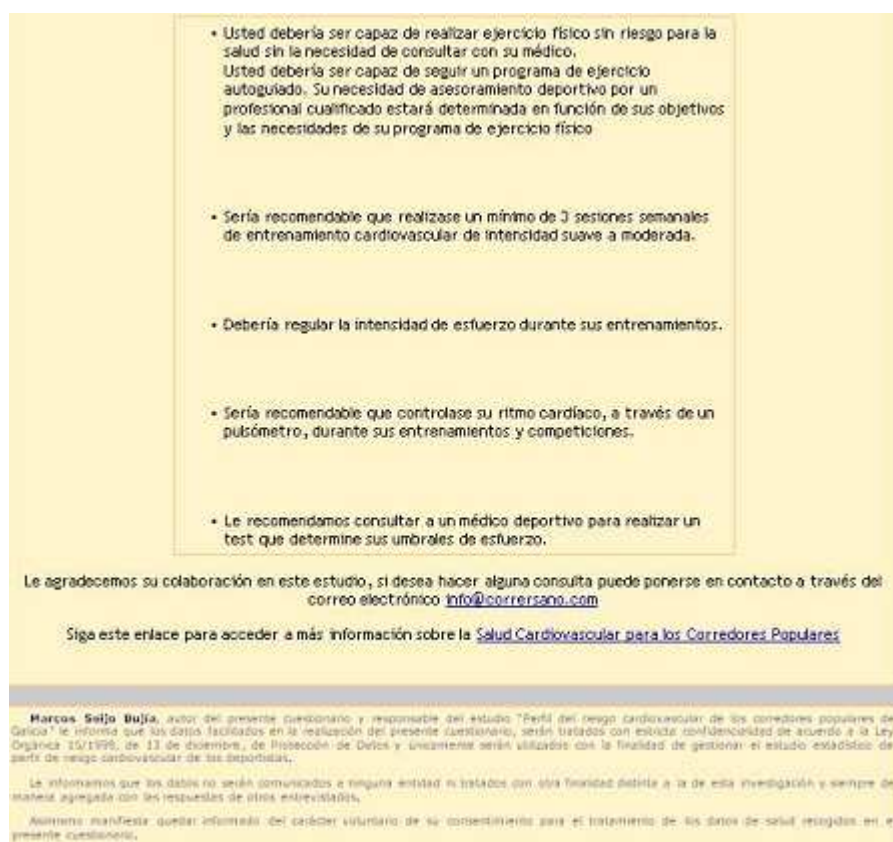 • Usted debería ser capaz de realizar ejercicio físico sin riesgo para la
salud sin la necesidad de consultar con su médico.
Usted debería ser capaz de seguir un programa de ejercicio
autoguiado. Su necesidad de asesoramiento deportivo por un
profesional cualificado estará determinada en función de sus objetivos
y las necesidades de su programa de ejercicio físico
• Sería recomendable que realizase un mínimo de 3 sesiones semanales
de entrenamiento cardiovascular de intensidad suave a moderada.
• Debería regular la intensidad de esfuerzo durante sus entrenamientos.
• Sería recomendable que controlase su ritmo cardíaco, a través de un
pulsómetro, durante sus entrenamientos y competiciones.
• Le recomendamos consultar a un médico deportivo para realizar un
test que determine sus umbrales de esfuerzo.
Le agradecemos su colaboración en este estudio, si desea hacer alguna consulta puede ponerse en contacto a través del
correo electrónico info@corrersano.com
Siga este enlace para acceder a más información sobre la Salud Cardiovascular para los Corredores Populares
Marcos Seijo Bujía, autor del presente cuestionario y responsable del estudio "Perfil del riesgo cardiovascular de los corredores populares de
Galicia" le informa que los datos facilitados en la realización del presente cuestionario, serán tratados con estricta confidencialidad de acuerdo a la Ley
Orgánica 15/1999, de 13 de diciembre, de Protección de Datos y únicamente serán utilizados con la finalidad de gestionar el estudio estadístico de
perfil de riesgo cardiovascular de los deportistas.
Le informamos que los datos no serán comunicados a ninguna entidad ni tratados con otra finalidad distinta a la de esta investigación y siempre de
manera agregada con las respuestas de otros entrevistados.
Asimismo manifiesta quedar informado del carácter voluntario de su consentimiento para el tratamiento de los datos de salud recogidos en e
presente cuestionario.